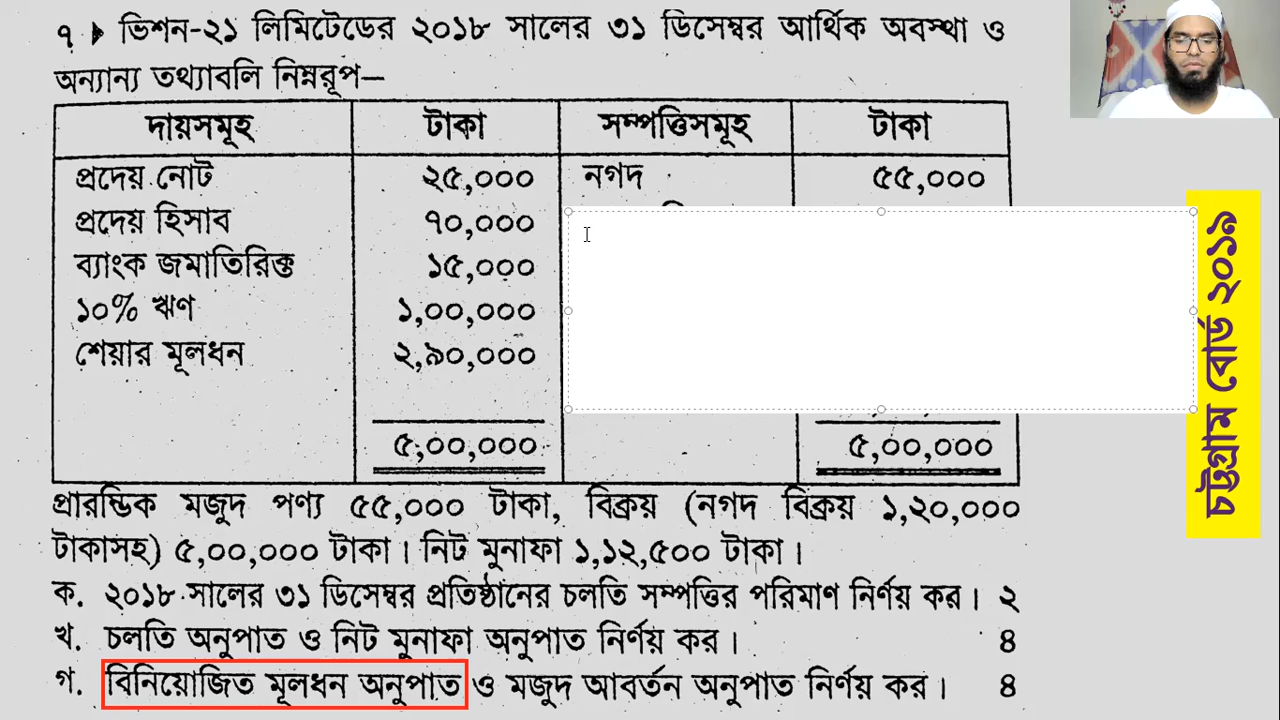 ৭ ▶ ভিশন-২১ লিমিটেডের ২০১৮ সালের ৩১ ডিসেম্বর আর্থিক অবস্থা ও
অন্যান্য তথ্যাবলি নিম্নরূপ—
দায়সমূহ টাকা সম্পত্তিসমূহ টাকা
প্রদেয় নোট ২৫,০০০ নগদ ৫৫,০০০
প্রদেয় হিসাব ৭০,০০০
ব্যাংক জমাতিরিক্ত ১৫,০০০
১০% ঋণ ১,০০,০০০
শেয়ার মূলধন ২,৯০,০০০
৫,০০,০০০ ৫,০০,০০০
প্রারম্ভিক মজুদ পণ্য ৫৫,০০০ টাকা, বিক্রয় (নগদ বিক্রয় ১,২০,০০০
টাকাসহ) ৫,০০,০০০ টাকা। নিট মুনাফা ১,১২,৫০০ টাকা।
ক. ২০১৮ সালের ৩১ ডিসেম্বর প্রতিষ্ঠানের চলতি সম্পত্তির পরিমাণ নির্ণয় কর। ২
খ. চলতি অনুপাত ও নিট মুনাফা অনুপাত নির্ণয় কর। ৪
গ. বিনিয়োজিত মূলধন অনুপাত ও মজুদ আবর্তন অনুপাত নির্ণয় কর। ৪
চট্টগ্রাম বোর্ড ২০১৯